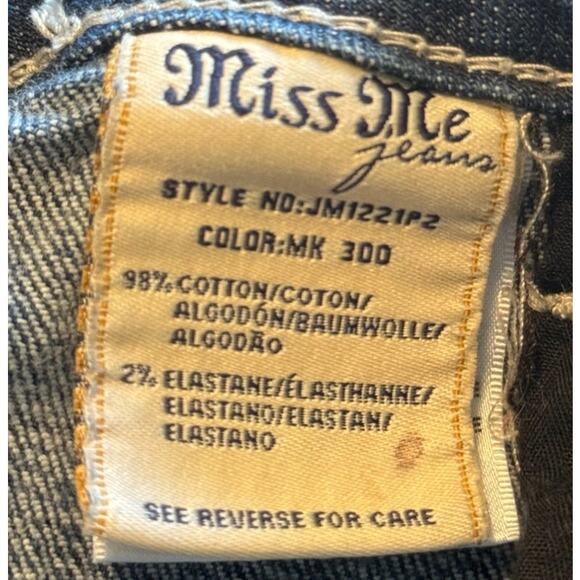 Miss Me
jeans
STYLE NO:JM1221P2
COLOR:MK 300
98% COTTON/COTON/
ALGODÓN/BAUMWOLLE/
ALGODÃO
2% ELASTANE/ÉLASTHANNE/
ELASTANO/ELASTAN/
ELASTANO
SEE REVERSE FOR CARE